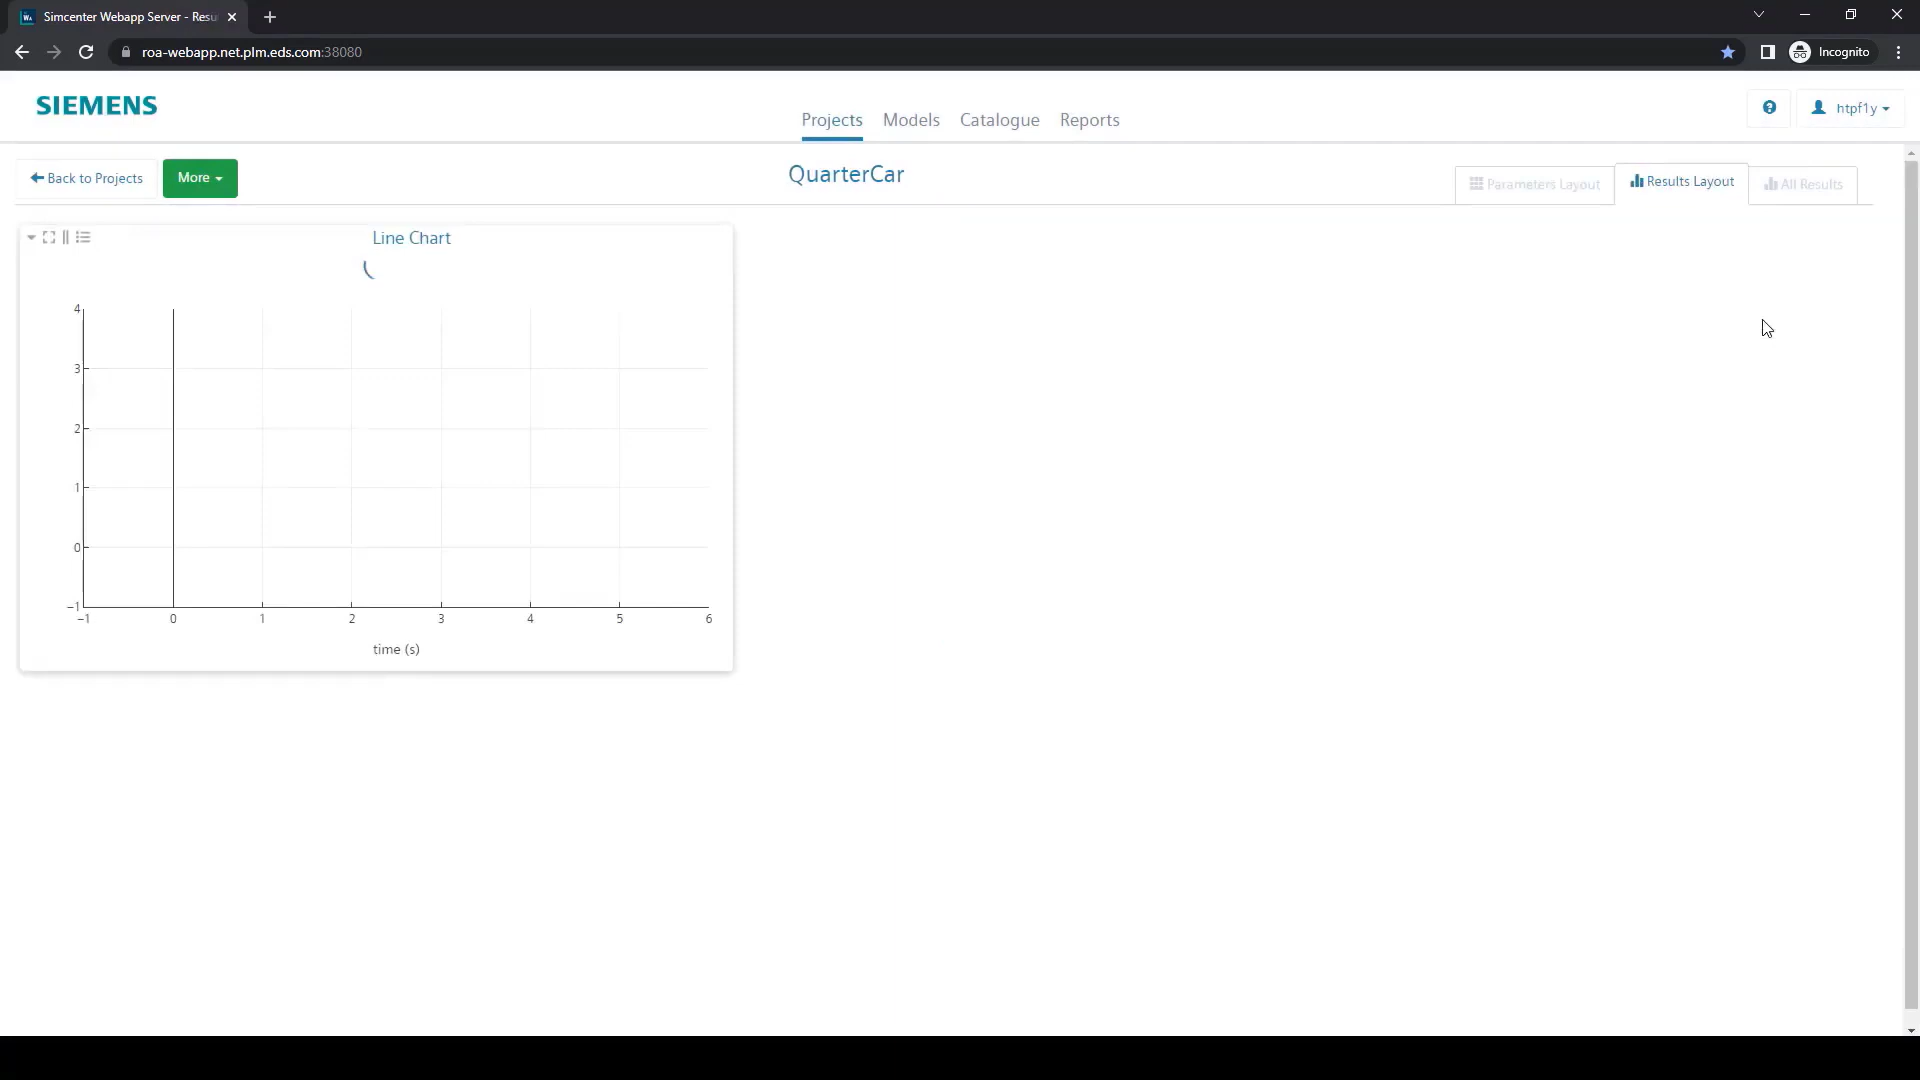 Simcenter Webapp Server - Resu
roa-webapp.net.plm.eds.com:38080
Incognito
SIEMENS
Projects Models Catalogue Reports
htpf1y
Back to Projects
More
QuarterCar
Parameters Layout
Results Layout
All Results
Line Chart
4
3
2
1
0
−1
−1 0 1 2 3 4 5 6
time (s)